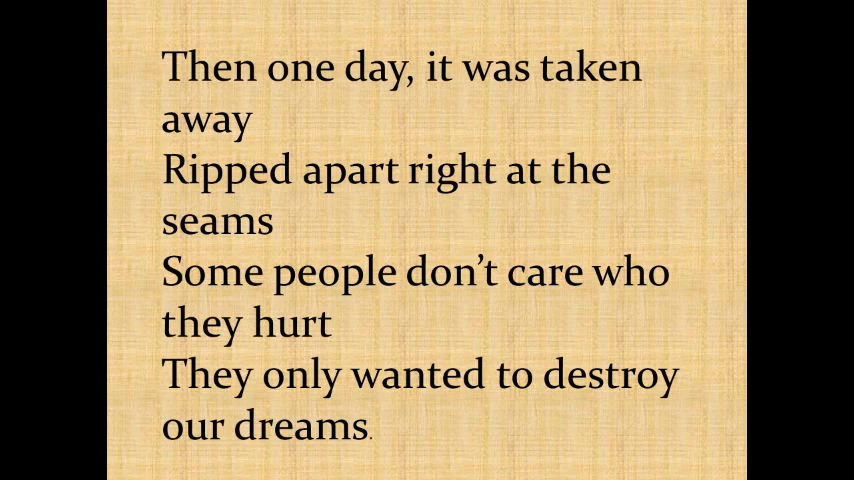 Then one day, it was taken
away
Ripped apart right at the
seams
Some people don’t care who
they hurt
They only wanted to destroy
our dreams.